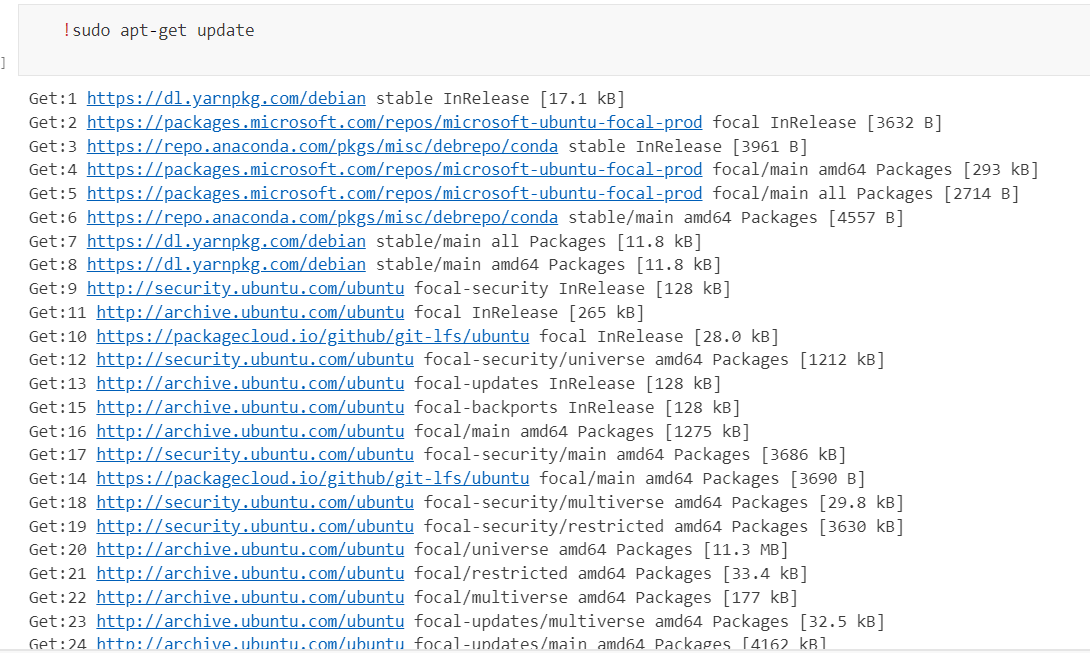 !sudo apt-get update
]
Get:1 https://dl.yarnpkg.com/debian stable InRelease [17.1 kB]
Get:2 https://packages.microsoft.com/repos/microsoft-ubuntu-focal-prod focal InRelease [3632 B]
Get:3 https://repo.anaconda.com/pkgs/misc/debrepo/conda stable InRelease [3961 B]
Get:4 https://packages.microsoft.com/repos/microsoft-ubuntu-focal-prod focal/main amd64 Packages [293 kB]
Get:5 https://packages.microsoft.com/repos/microsoft-ubuntu-focal-prod focal/main all Packages [2714 B]
Get:6 https://repo.anaconda.com/pkgs/misc/debrepo/conda stable/main amd64 Packages [4557 B]
Get:7 https://dl.yarnpkg.com/debian stable/main all Packages [11.8 kB]
Get:8 https://dl.yarnpkg.com/debian stable/main amd64 Packages [11.8 kB]
Get:9 http://security.ubuntu.com/ubuntu focal-security InRelease [128 kB]
Get:11 http://archive.ubuntu.com/ubuntu focal InRelease [265 kB]
Get:10 https://packagecloud.io/github/git-lfs/ubuntu focal InRelease [28.0 kB]
Get:12 http://security.ubuntu.com/ubuntu focal-security/universe amd64 Packages [1212 kB]
Get:13 http://archive.ubuntu.com/ubuntu focal-updates InRelease [128 kB]
Get:15 http://archive.ubuntu.com/ubuntu focal-backports InRelease [128 kB]
Get:16 http://archive.ubuntu.com/ubuntu focal/main amd64 Packages [1275 kB]
Get:17 http://security.ubuntu.com/ubuntu focal-security/main amd64 Packages [3686 kB]
Get:14 https://packagecloud.io/github/git-lfs/ubuntu focal/main amd64 Packages [3690 B]
Get:18 http://security.ubuntu.com/ubuntu focal-security/multiverse amd64 Packages [29.8 kB]
Get:19 http://security.ubuntu.com/ubuntu focal-security/restricted amd64 Packages [3630 kB]
Get:20 http://archive.ubuntu.com/ubuntu focal/universe amd64 Packages [11.3 MB]
Get:21 http://archive.ubuntu.com/ubuntu focal/restricted amd64 Packages [33.4 kB]
Get:22 http://archive.ubuntu.com/ubuntu focal/multiverse amd64 Packages [177 kB]
Get:23 http://archive.ubuntu.com/ubuntu focal-updates/multiverse amd64 Packages [32.5 kB]
Get:24 http://archive.ubuntu.com/ubuntu focal-updates/main amd64 Packages [4162 kB]